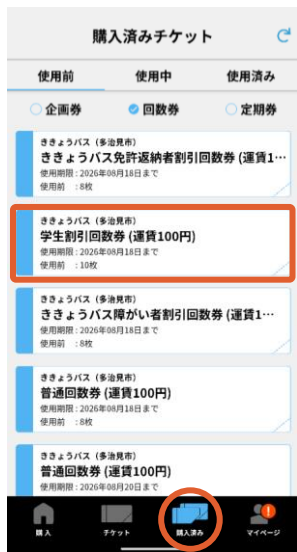 購入済みチケット
使用前 使用中 使用済み
企画券 回数券 定期券
ききょうバス (多治見市)
ききょうバス免許返納者割引回数券 (運賃1…
使用期限 : 2026年08月18日まで
使用前 : 8枚
ききょうバス (多治見市)
学生割引回数券 (運賃100円)
使用期限 : 2026年08月18日まで
使用前 : 10枚
ききょうバス (多治見市)
ききょうバス障がい者割引回数券 (運賃1…
使用期限 : 2026年08月18日まで
使用前 : 8枚
ききょうバス (多治見市)
普通回数券 (運賃100円)
使用期限 : 2026年08月18日まで
使用前 : 8枚
ききょうバス (多治見市)
普通回数券 (運賃100円)
使用期限 : 2026年08月20日まで
購入 チケット 購入済み マイページ